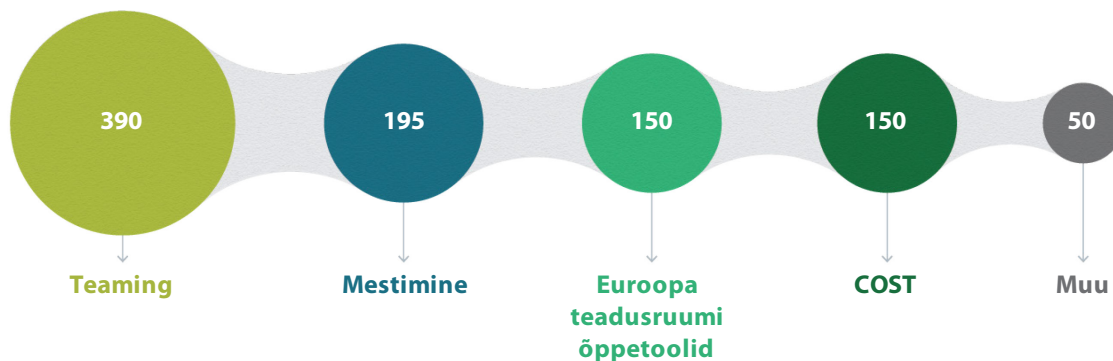 390
195
150
150
50
Teaming
Mestimine
Euroopa
teadusruumi
õppetoolid
COST
Muu